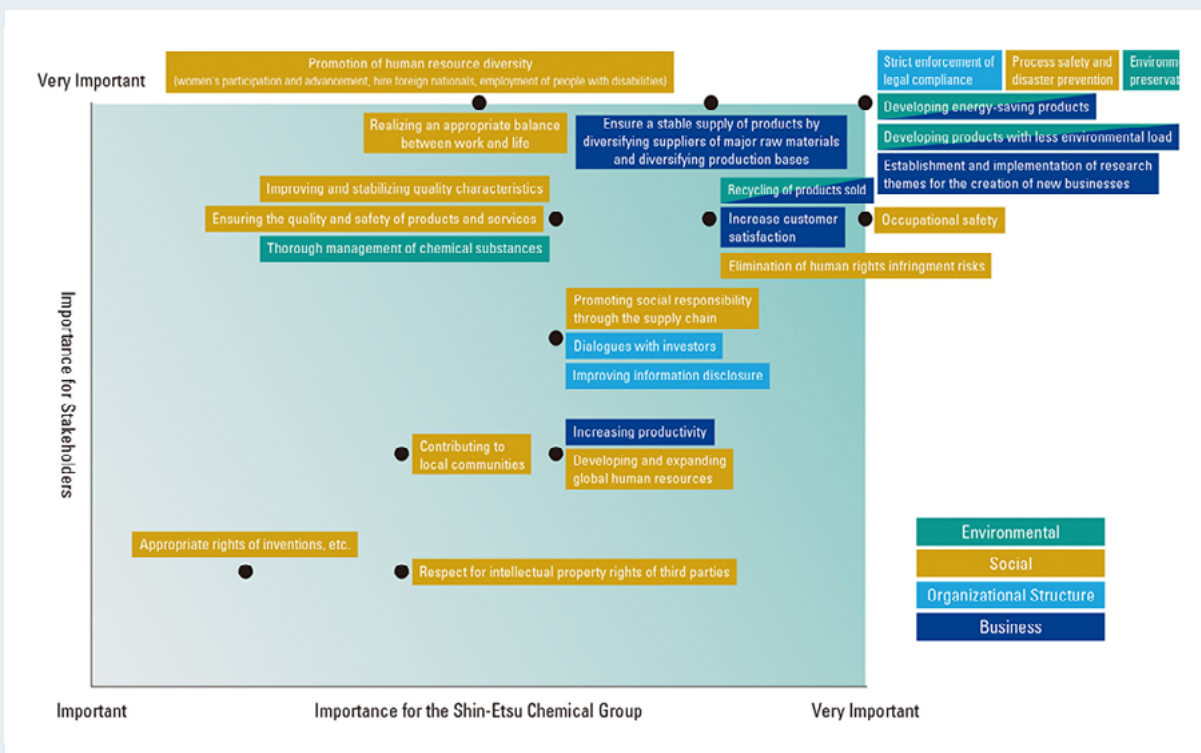 Promotion of human resource diversity
(women's participation and advancement, hire foreign nationals, employment of people with disabilities)
Very Important
Strict enforcement of
legal compliance
Process safety and
disaster prevention
Realizing an appropriate balance
between work and life
Ensure a stable supply of products by
diversifying suppliers of major raw materials
and diversifying production bases
Developing energy-saving products
Developing products with less environmental load
Establishment and implementation of research
themes for the creation of new businesses
Improving and stabilizing quality characteristics
Ensuring the quality and safety of products and services
Thorough management of chemical substances
Recycling of products sold
Increase customer
satisfaction
Elimination of human rights infringment risks
Occupational safety
Importance for Stakeholders
Promoting social responsibility
through the supply chain
Dialogues with investors
Improving information disclosure
Contributing to
local communities
Increasing productivity
Developing and expanding
global human resources
Appropriate rights of inventions, etc.
Respect for intellectual property rights of third parties
Environmental
Social
Organizational Structure
Business
Important
Importance for the Shin-Etsu Chemical Group
Very Important